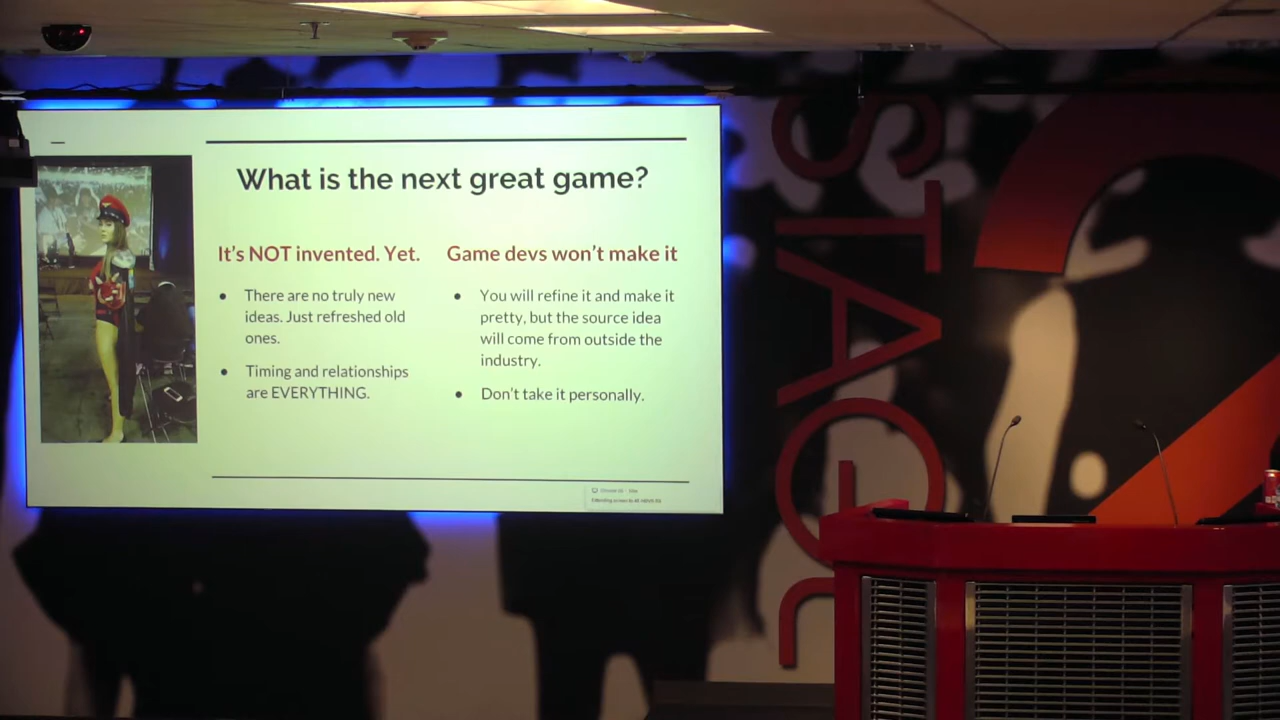 What is the next great game?
It's NOT invented. Yet.
● There are no truly new
ideas. Just refreshed old
ones.
● Timing and relationships
are EVERYTHING.
Game devs won't make it
● You will refine it and make it
pretty, but the source idea
will come from outside the
industry.
● Don't take it personally.
STAGE